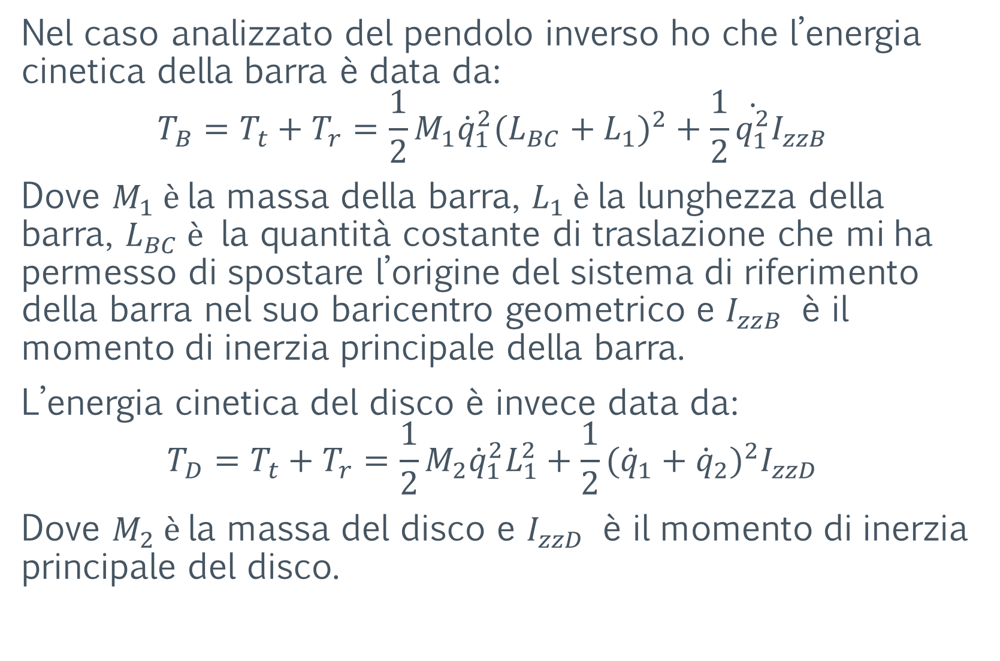 Nel caso analizzato del pendolo inverso ho che l’energia
cinetica della barra è data da:
$T_B = T_t + T_r = \frac{1}{2} M_1 \dot{q}_1^2 (L_{BC} + L_1)^2 + \frac{1}{2} \dot{q_1^2} I_{zzB}$
Dove $M_1$ è la massa della barra, $L_1$ è la lunghezza della
barra, $L_{BC}$ è la quantità costante di traslazione che mi ha
permesso di spostare l’origine del sistema di riferimento
della barra nel suo baricentro geometrico e $I_{zzB}$ è il
momento di inerzia principale della barra.
L’energia cinetica del disco è invece data da:
$T_D = T_t + T_r = \frac{1}{2} M_2 \dot{q}_1^2 L_1^2 + \frac{1}{2} (\dot{q}_1 + \dot{q}_2)^2 I_{zzD}$
Dove $M_2$ è la massa del disco e $I_{zzD}$ è il momento di inerzia
principale del disco.